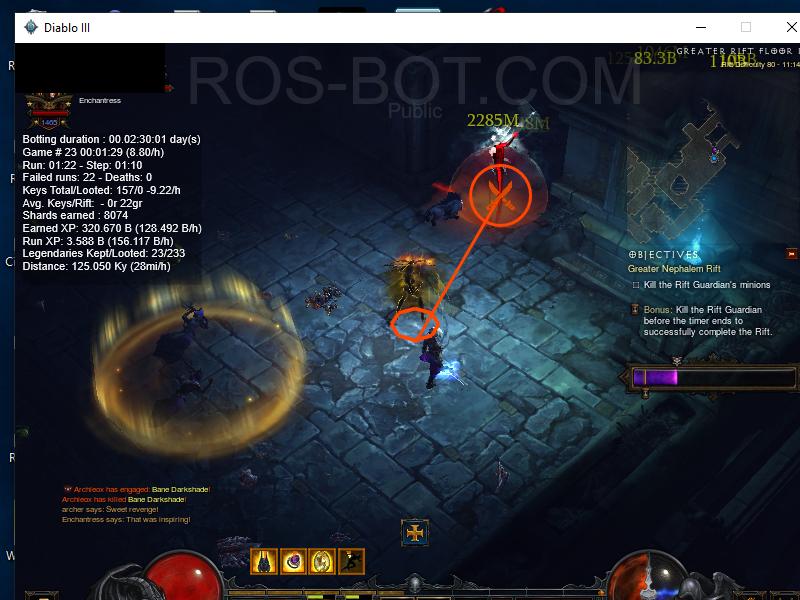 Diablo III
ROS-BOT.COM
Public
GREATER RIFT FLOOR
83.3B
Rift Difficulty 80 - 11:14
Enchantress
1465
2285M
Botting duration : 00.02:30:01 day(s)
Game # 23 00:01:29 (8.80/h)
Run: 01:22 - Step: 01:10
Failed runs: 22 - Deaths: 0
Keys Total/Looted: 157/0 -9.22/h
Avg. Keys/Rift: - 0r 22gr
Shards earned : 8074
Earned XP: 320.670 B (128.492 B/h)
Run XP: 3.588 B (156.117 B/h)
Legendaries Kept/Looted: 23/233
Distance: 125.050 Ky (28mi/h)
OBJECTIVES
Greater Nephalem Rift
Kill the Rift Guardian's minions
Bonus: Kill the Rift Guardian
before the timer ends to
successfully complete the Rift.
Archieox has engaged: Bane Darkshade!
Archieox has killed Bane Darkshade!
archer says: Sweet revenge!
Enchantress says: That was inspiring!